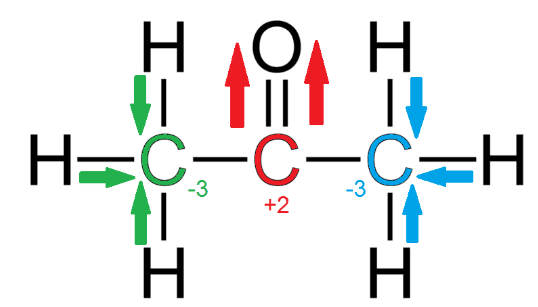 H O H
H C C C H
-3 +2 -3
H H